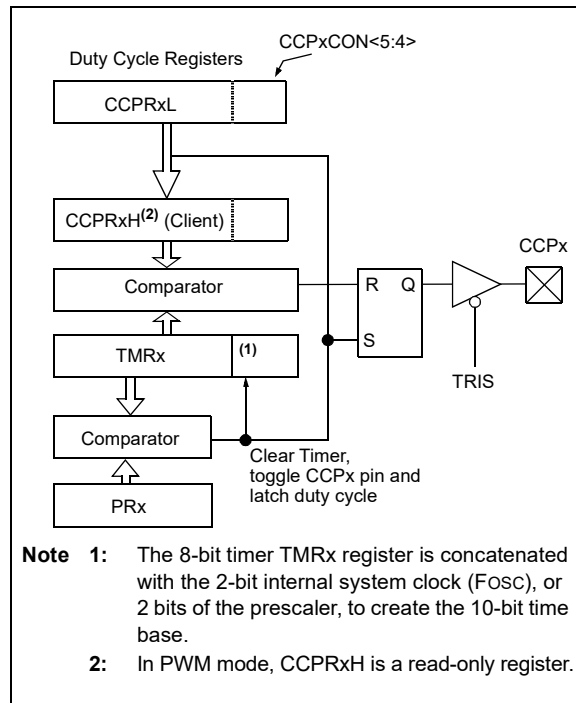 CCPxCON<5:4>
Duty Cycle Registers
CCPRxL
CCPRxH(2) (Client)
CCPx
Comparator
R Q
TMRx
(1)
S
TRIS
Comparator
Clear Timer,
toggle CCPx pin and
latch duty cycle
PRx
Note 1: The 8-bit timer TMRx register is concatenated
with the 2-bit internal system clock (FOSC), or
2 bits of the prescaler, to create the 10-bit time
base.
2: In PWM mode, CCPRxH is a read-only register.